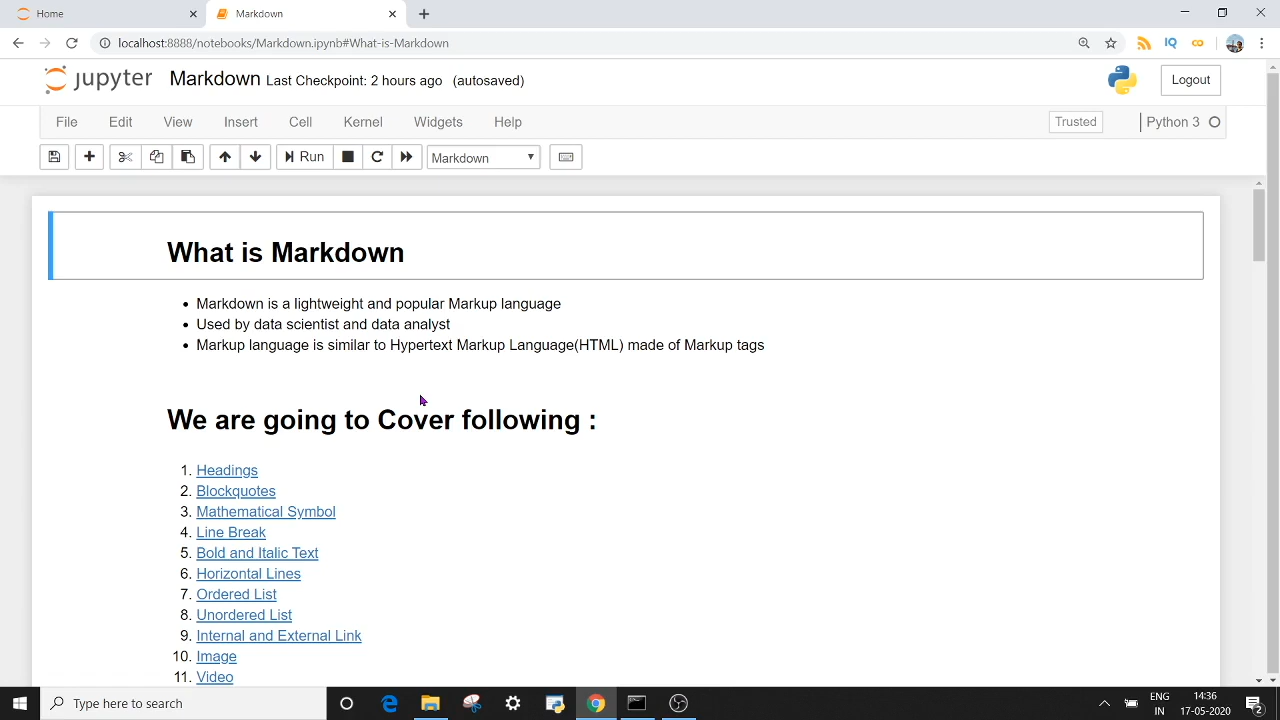 Home
Markdown
localhost:8888/notebooks/Markdown.ipynb#What-is-Markdown
IQ
jupyter Markdown Last Checkpoint: 2 hours ago (autosaved)
Logout
File Edit View Insert Cell Kernel Widgets Help
Trusted
Python 3
Run
Markdown
What is Markdown
• Markdown is a lightweight and popular Markup language
• Used by data scientist and data analyst
• Markup language is similar to Hypertext Markup Language(HTML) made of Markup tags
We are going to Cover following :
1. Headings
2. Blockquotes
3. Mathematical Symbol
4. Line Break
5. Bold and Italic Text
6. Horizontal Lines
7. Ordered List
8. Unordered List
9. Internal and External Link
10. Image
11. Video
Type here to search
ENG
IN
14:36
17-05-2020
2